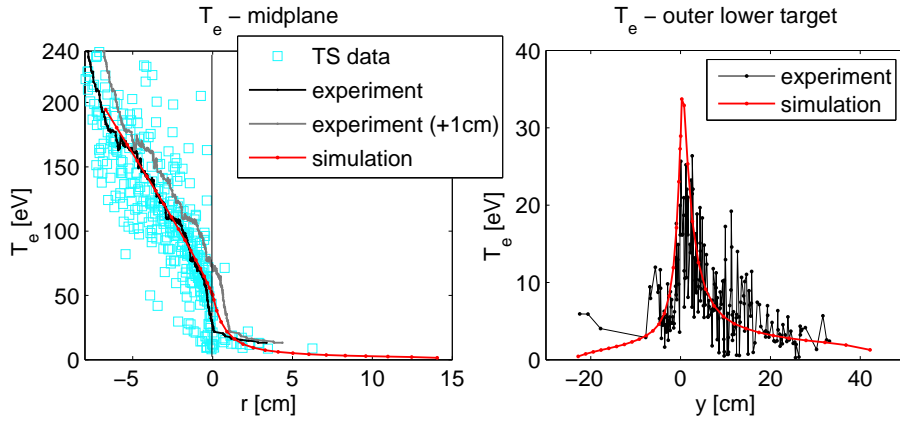 T_e – midplane
TS data
experiment
experiment (+1cm)
simulation
240
200
150
100
50
0
T_e [eV]
−5
0
5
10
15
r [cm]
T_e – outer lower target
experiment
simulation
40
30
20
10
0
T_e [eV]
−20
0
20
40
y [cm]